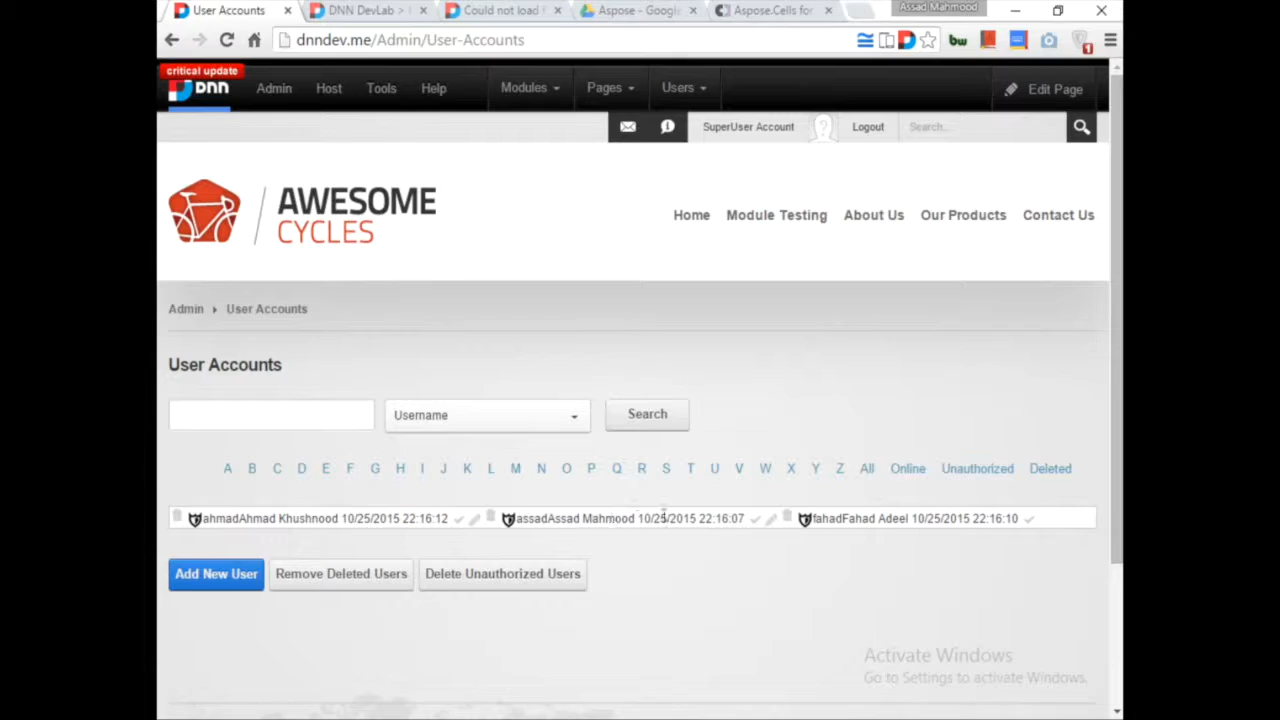 User Accounts
DNN DevLab >
Could not load
Aspose - Google
Aspose.Cells for
Assad Mahmood
dnndev.me/Admin/User-Accounts
bw
1
critical update
DNN
Admin
Host
Tools
Help
Modules
Pages
Users
Edit Page
SuperUser Account
Logout
Search...
AWESOME
CYCLES
Home
Module Testing
About Us
Our Products
Contact Us
Admin
User Accounts
User Accounts
Username
Search
A B C D E F G H I J K L M N O P Q R S T U V W X Y Z All Online Unauthorized Deleted
ahmadAhmad Khushnood 10/25/2015 22:16:12
assadAssad Mahmood 10/25/2015 22:16:07
fahadFahad Adeel 10/25/2015 22:16:10
Add New User
Remove Deleted Users
Delete Unauthorized Users
Activate Windows
Go to Settings to activate Windows.